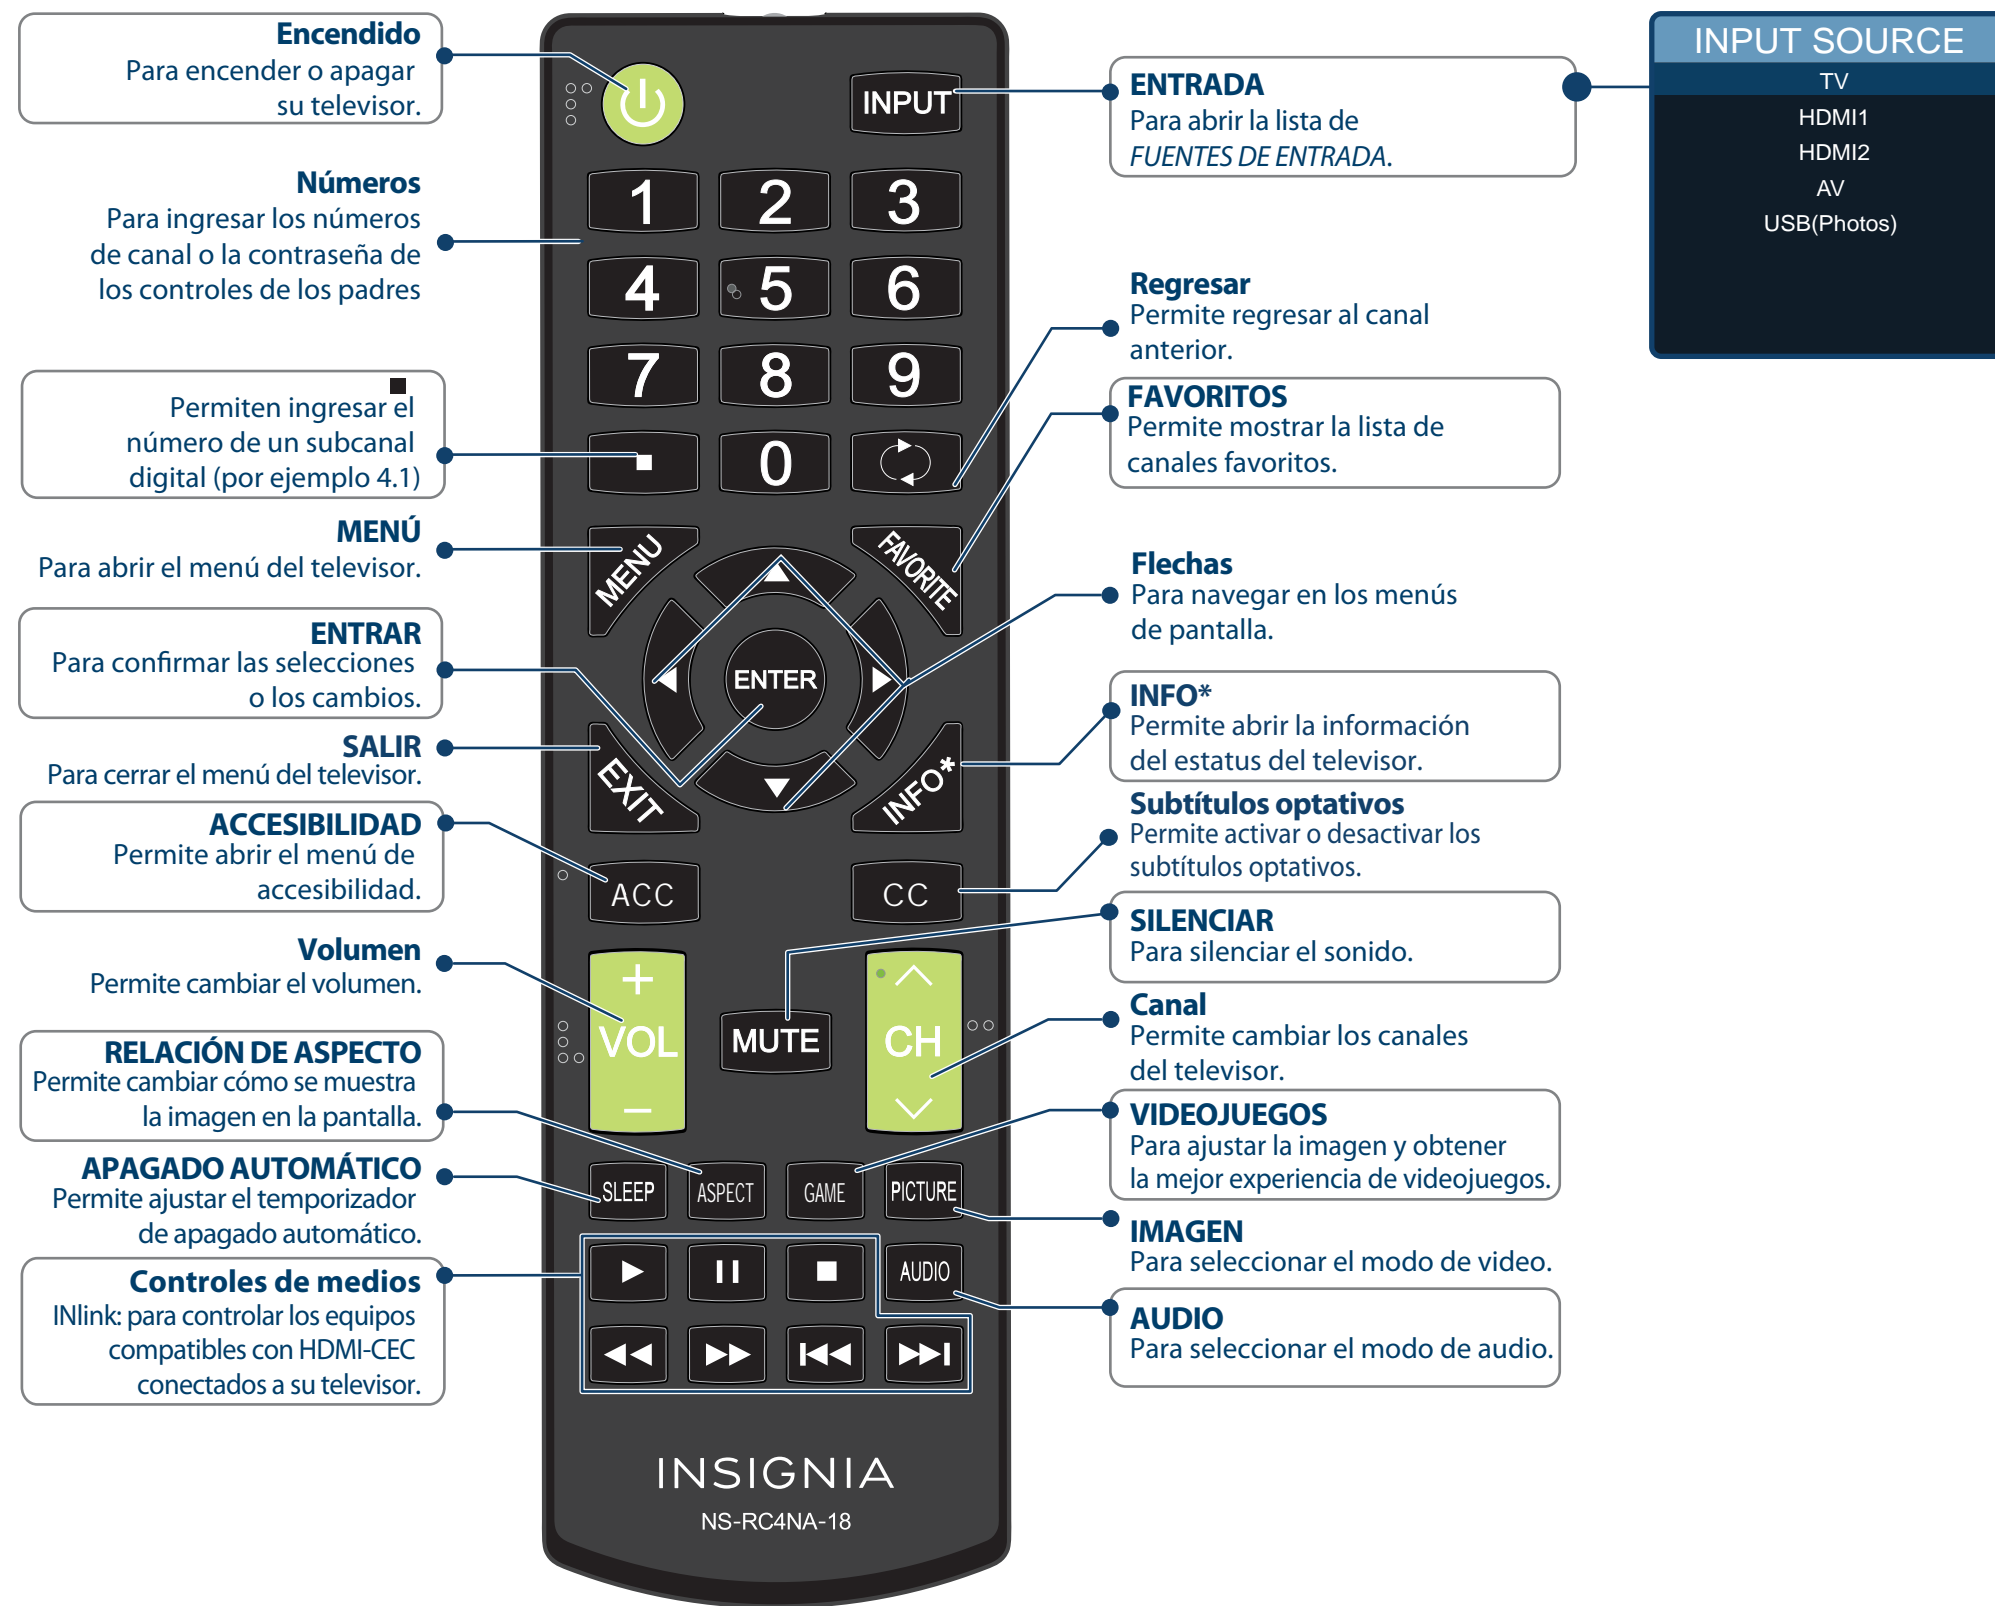 Encendido
Para encender o apagar
su televisor.
Números
Para ingresar los números
de canal o la contraseña de
los controles de los padres
■
Permiten ingresar el
número de un subcanal
digital (por ejemplo 4.1)
MENÚ
Para abrir el menú del televisor.
ENTRAR
Para confirmar las selecciones
o los cambios.
SALIR
Para cerrar el menú del televisor.
ACCESIBILIDAD
Permite abrir el menú de
accesibilidad.
Volumen
Permite cambiar el volumen.
RELACIÓN DE ASPECTO
Permite cambiar cómo se muestra
la imagen en la pantalla.
APAGADO AUTOMÁTICO
Permite ajustar el temporizador
de apagado automático.
Controles de medios
INlink: para controlar los equipos
compatibles con HDMI-CEC
conectados a su televisor.
INPUT
1 2 3
4 5 6
7 8 9
0
MENU
FAVORITE
ENTER
EXIT
INFO*
ACC
CC
+
VOL
–
MUTE
CH
SLEEP
ASPECT
GAME
PICTURE
AUDIO
INSIGNIA
NS-RC4NA-18
ENTRADA
Para abrir la lista de
FUENTES DE ENTRADA.
Regresar
Permite regresar al canal
anterior.
FAVORITOS
Permite mostrar la lista de
canales favoritos.
Flechas
Para navegar en los menús
de pantalla.
INFO*
Permite abrir la información
del estatus del televisor.
Subtítulos optativos
Permite activar o desactivar los
subtítulos optativos.
SILENCIAR
Para silenciar el sonido.
Canal
Permite cambiar los canales
del televisor.
VIDEOJUEGOS
Para ajustar la imagen y obtener
la mejor experiencia de videojuegos.
IMAGEN
Para seleccionar el modo de video.
AUDIO
Para seleccionar el modo de audio.
INPUT SOURCE
TV
HDMI1
HDMI2
AV
USB(Photos)